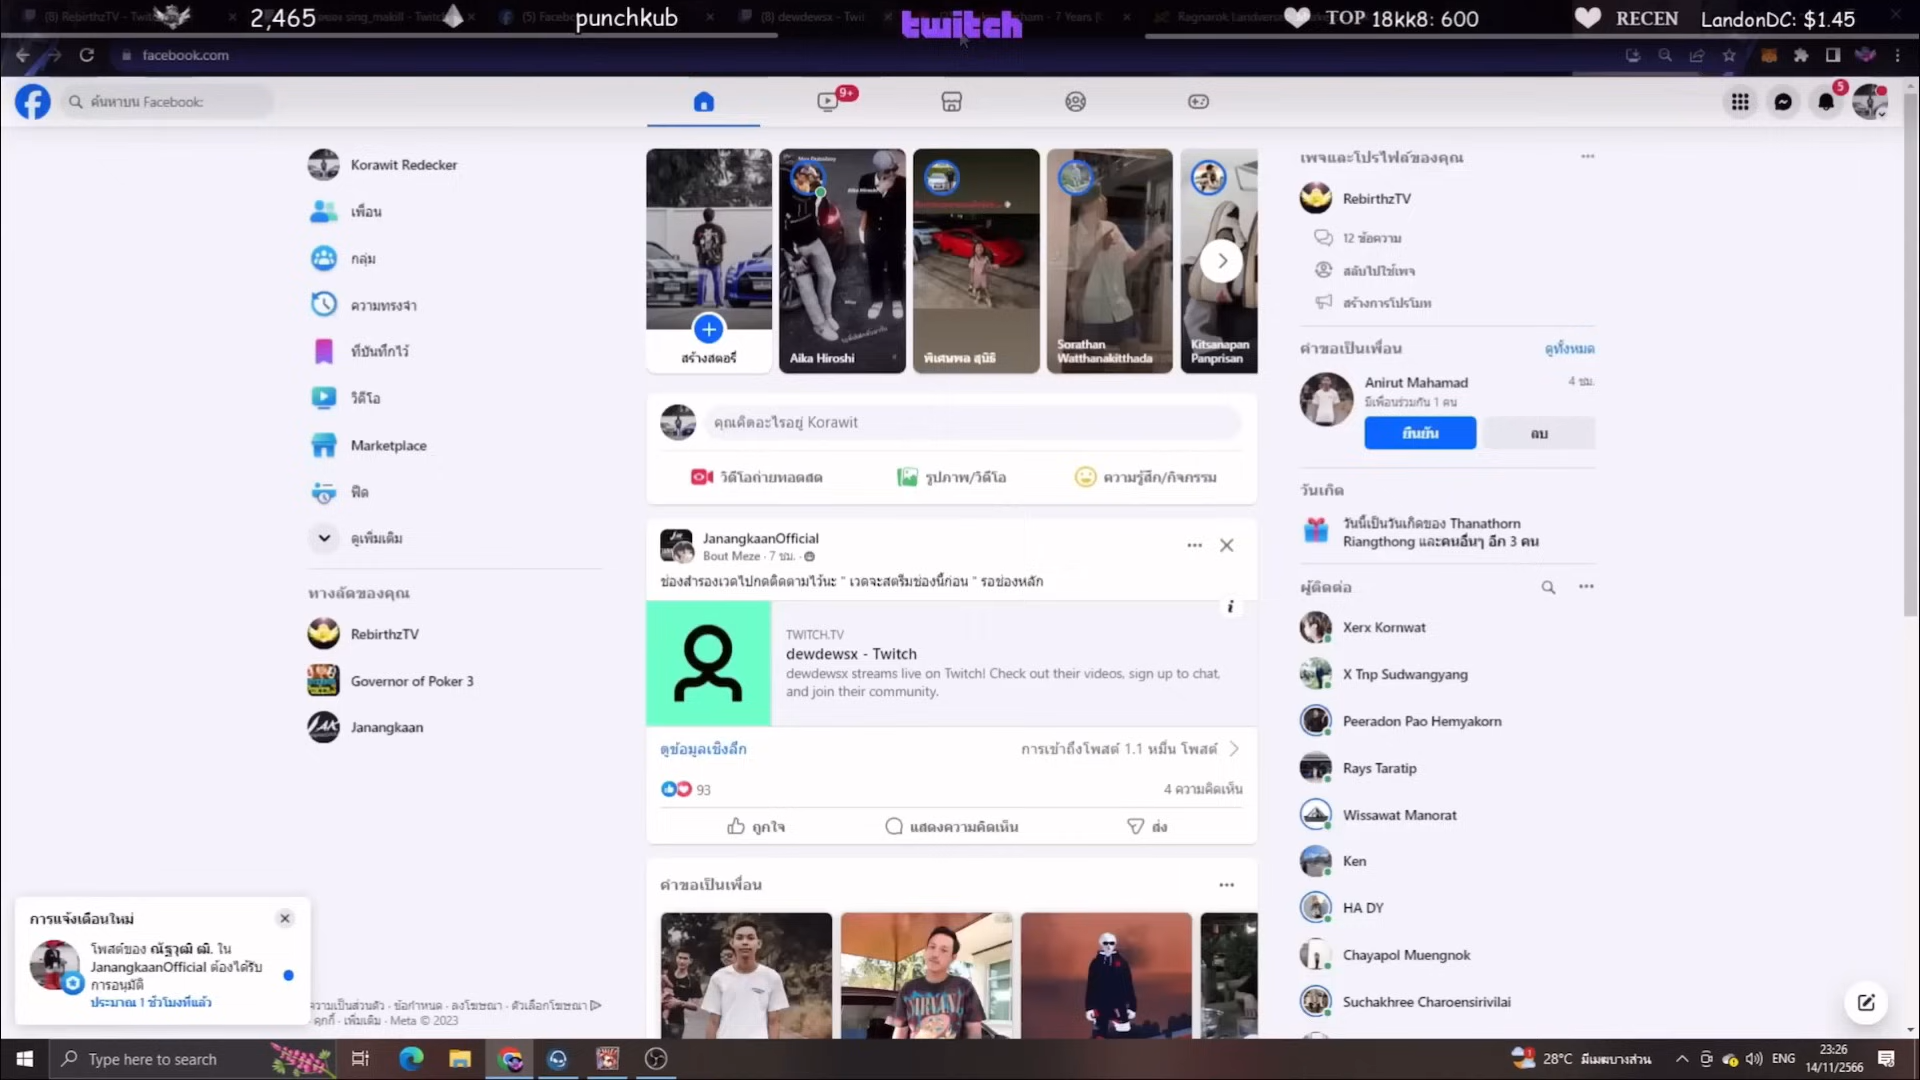 (8) RebirthzTV - Twitch
2,465
sing_makill - Twitch
(5) Facebook
punchkub
(8) dewdewsx - Twit
twitch
- 7 Years (
Ragnarok Landverse
TOP 18kk8: 600
RECEN
LandonDC: $1.45
facebook.com
ค้นหาบน Facebook:
9+
5
Korawit Redecker
เพื่อน
กลุ่ม
ความทรงจำ
ที่บันทึกไว้
วิดีโอ
Marketplace
ฟีด
ดูเพิ่มเติม
ทางลัดของคุณ
RebirthzTV
Governor of Poker 3
Janangkaan
สร้างสตอรี่
Aika Hiroshi
พิเศษพล สุนิธิ
Sorathan
Watthanakitthada
Kitsanapan
Panprisan
คุณคิดอะไรอยู่ Korawit
วิดีโอถ่ายทอดสด
รูปภาพ/วิดีโอ
ความรู้สึก/กิจกรรม
JanangkaanOfficial
Bout Meze · 7 ชม. ·
ช่องสำรองเวดไปกดติดตามไว้นะ " เวดจะสตรีมช่องนี้ก่อน " รอช่องหลัก
TWITCH.TV
dewdewsx - Twitch
dewdewsx streams live on Twitch! Check out their videos, sign up to chat,
and join their community.
ดูข้อมูลเชิงลึก
การเข้าถึงโพสต์ 1.1 หมื่น โพสต์
93
4 ความคิดเห็น
ถูกใจ
แสดงความคิดเห็น
ส่ง
คำขอเป็นเพื่อน
NIRVANA
เพจและโปรไฟล์ของคุณ
RebirthzTV
12 ข้อความ
สลับไปใช้เพจ
สร้างการโปรโมท
คำขอเป็นเพื่อน
ดูทั้งหมด
Anirut Mahamad
4 ชม.
มีเพื่อนร่วมกัน 1 คน
ยืนยัน
ลบ
วันเกิด
วันนี้เป็นวันเกิดของ Thanathorn
Riangthong และคนอื่นๆ อีก 3 คน
ผู้ติดต่อ
Xerx Kornwat
X Tnp Sudwangyang
Peeradon Pao Hemyakorn
Rays Taratip
Wissawat Manorat
Ken
HA DY
Chayapol Muengnok
Suchakhree Charoensirivilai
การแจ้งเตือนใหม่
โพสต์ของ ณัฐวุฒิ ฒิ. ใน
JanangkaanOfficial ต้องได้รับ
การอนุมัติ
ประมาณ 1 ชั่วโมงที่แล้ว
ความเป็นส่วนตัว · ข้อกำหนด · ลงโฆษณา · ตัวเลือกโฆษณา
คุกกี้ · เพิ่มเติม · Meta © 2023
Type here to search
28°C มีเมฆบางส่วน
ENG
23:26
14/11/2566